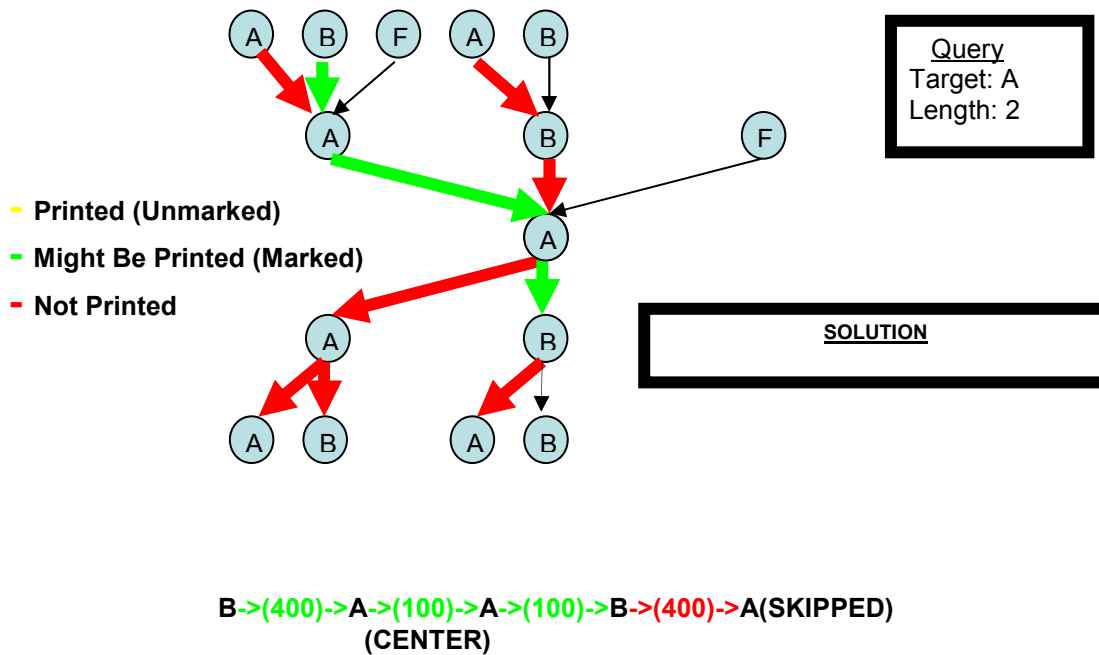 A B F A B
Query
Target: A
Length: 2
A B F
- Printed (Unmarked)
A
- Might Be Printed (Marked)
- Not Printed
A B
SOLUTION
A B A B
B->(400)->A->(100)->A->(100)->B->(400)->A(SKIPPED)
(CENTER)